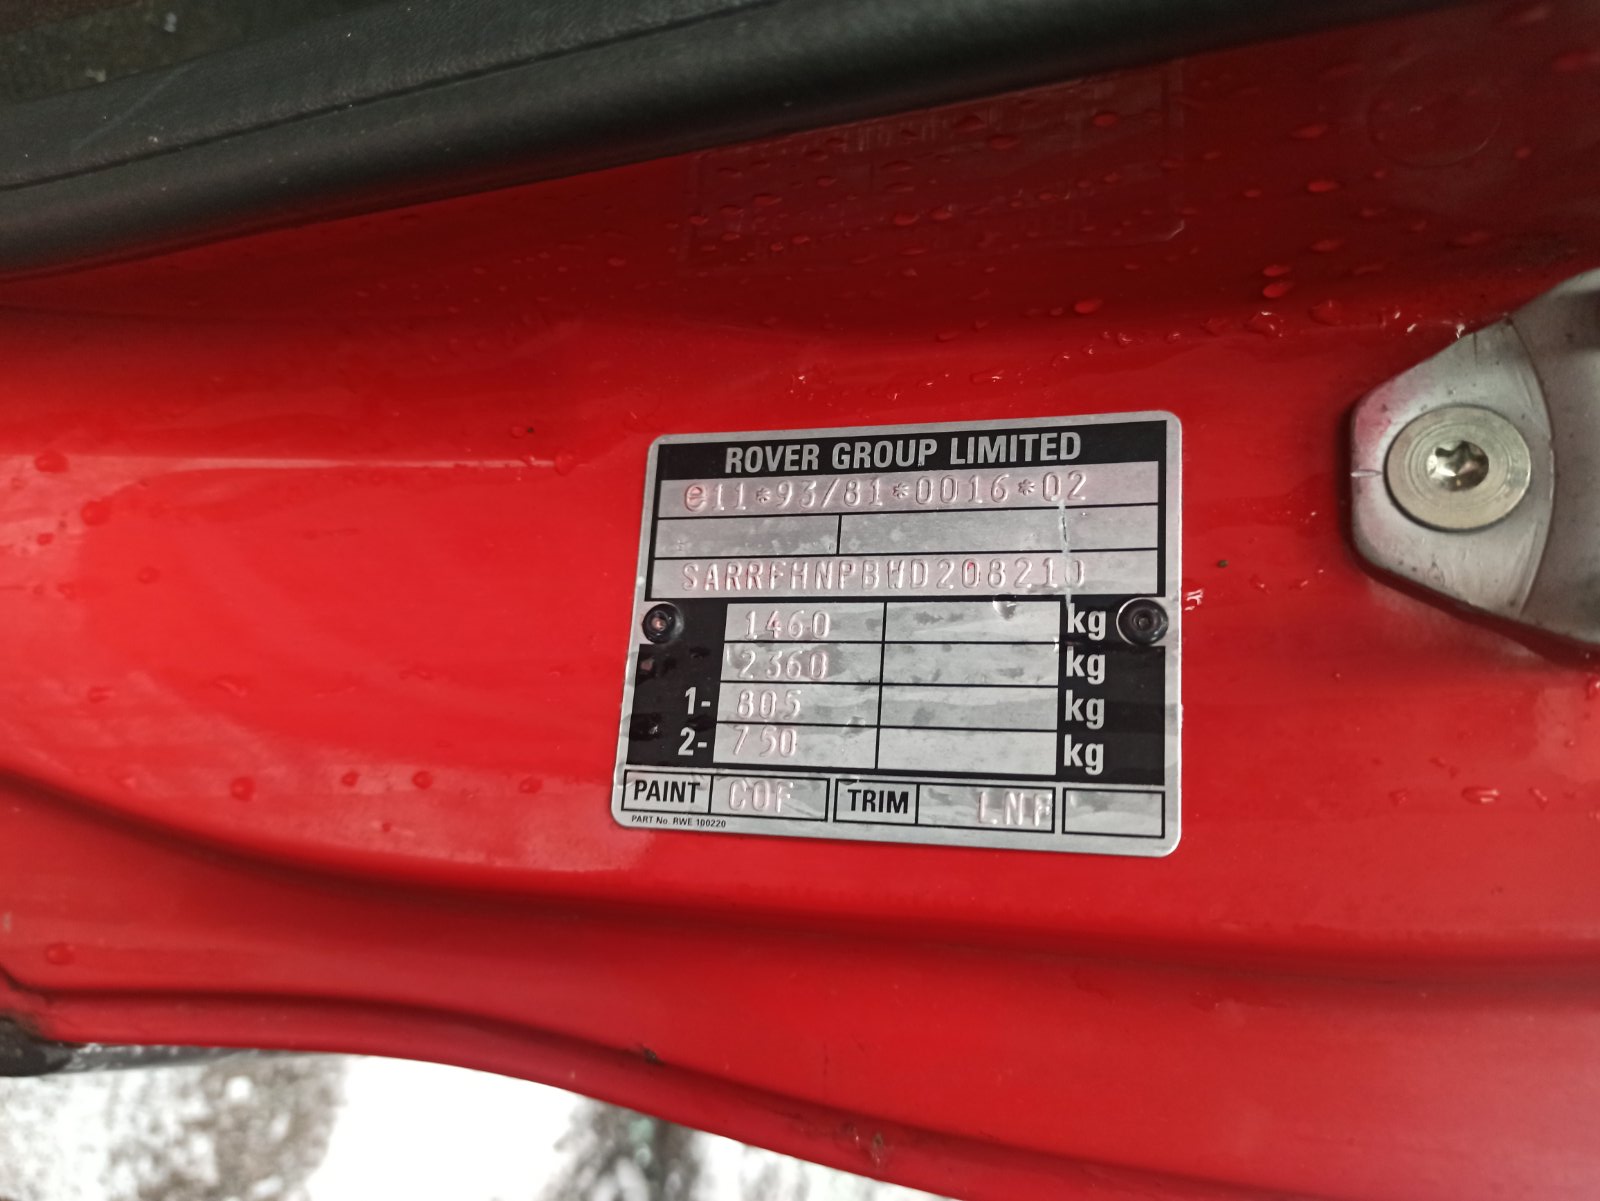 ROVER GROUP LIMITED
e11*93/81*0016*02
SARRFHNPBWD208210
1460 kg
2360 kg
1- 805 kg
2- 750 kg
PAINT COF TRIM LNF
PART No. RWE 100220